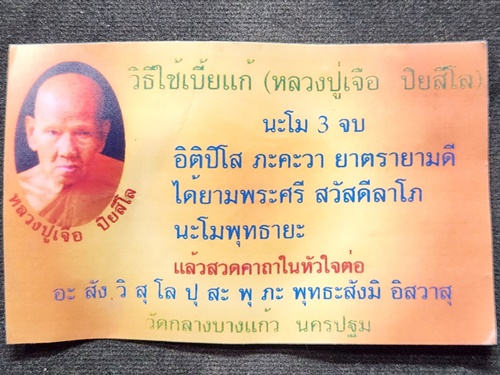 วิธีใช้เบี้ยแก้ (หลวงปู่เจือ ปิยสีโล)
นะโม 3 จบ
อิติปิโส ภะคะวา ยาตรายามดี
ได้ยามพระศรี สวัสดีลาโภ
นะโมพุทธายะ
แล้วสวดคาถาในหัวใจต่อ
อะ สัง วิ สุ โล ปุ สะ พุ ภะ พุทธะสังมิ อิสวาสุ
วัดกลางบางแก้ว นครปฐม
หลวงปู่เจือ ปิยสีโล